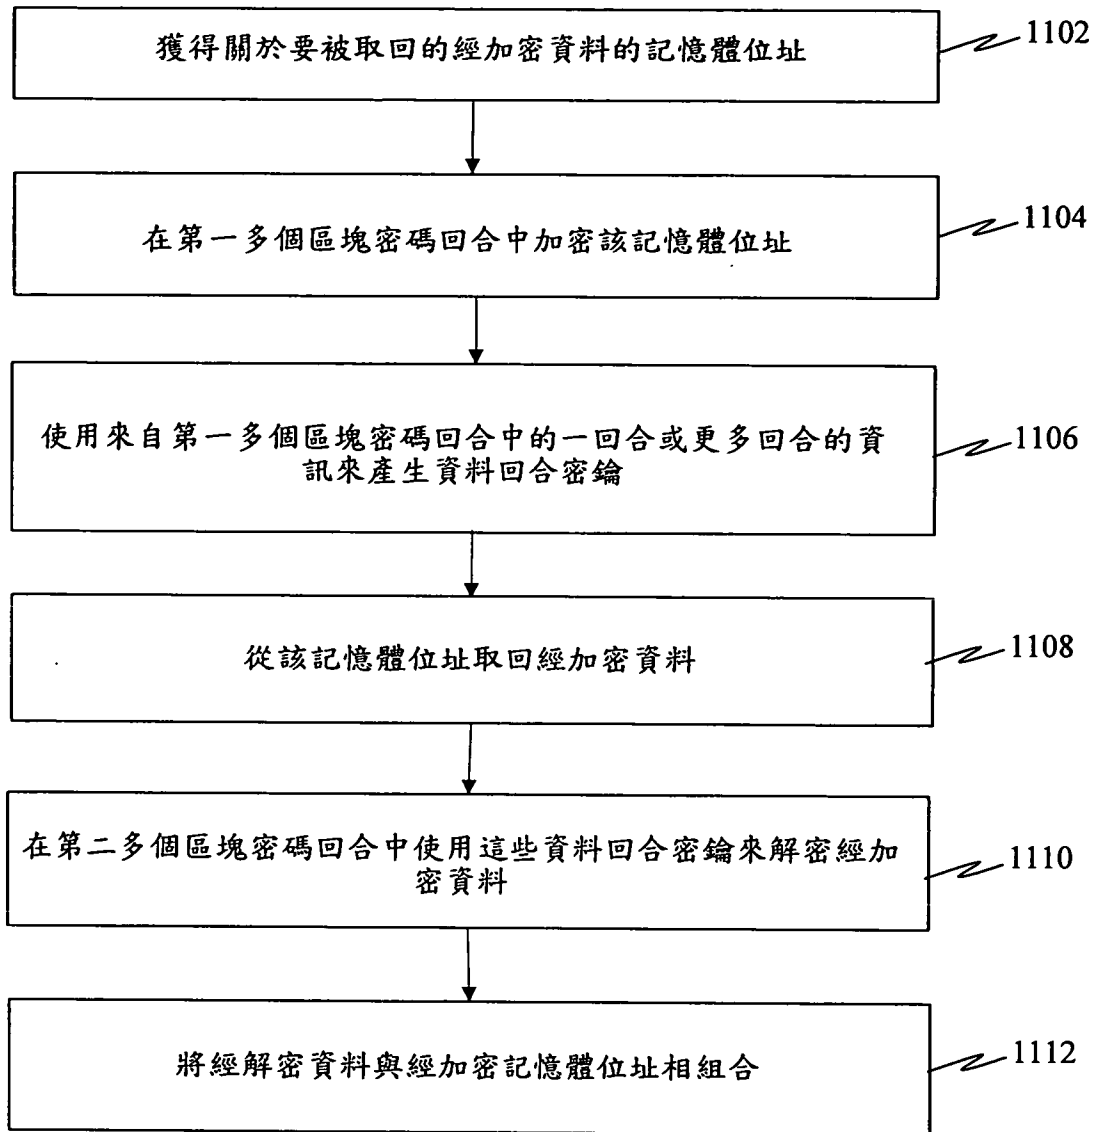 獲得關於要被取回的經加密資料的記憶體位址
1102
在第一多個區塊密碼回合中加密該記憶體位址
1104
使用來自第一多個區塊密碼回合中的一回合或更多回合的資
訊來產生資料回合密鑰
1106
從該記憶體位址取回經加密資料
1108
在第二多個區塊密碼回合中使用這些資料回合密鑰來解密經加
密資料
1110
將經解密資料與經加密記憶體位址相組合
1112